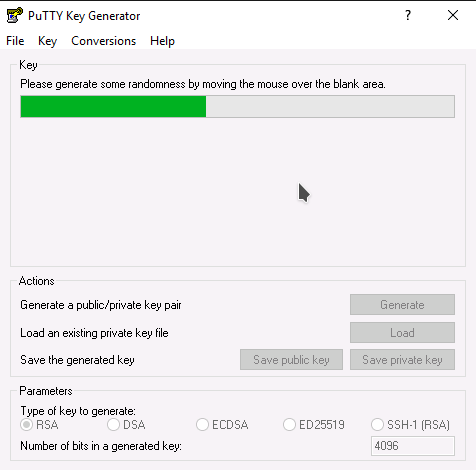 PuTTY Key Generator
?
File Key Conversions Help
Key
Please generate some randomness by moving the mouse over the blank area.
Actions
Generate a public/private key pair Generate
Load an existing private key file Load
Save the generated key Save public key Save private key
Parameters
Type of key to generate:
RSA DSA ECDSA ED25519 SSH-1 (RSA)
Number of bits in a generated key: 4096